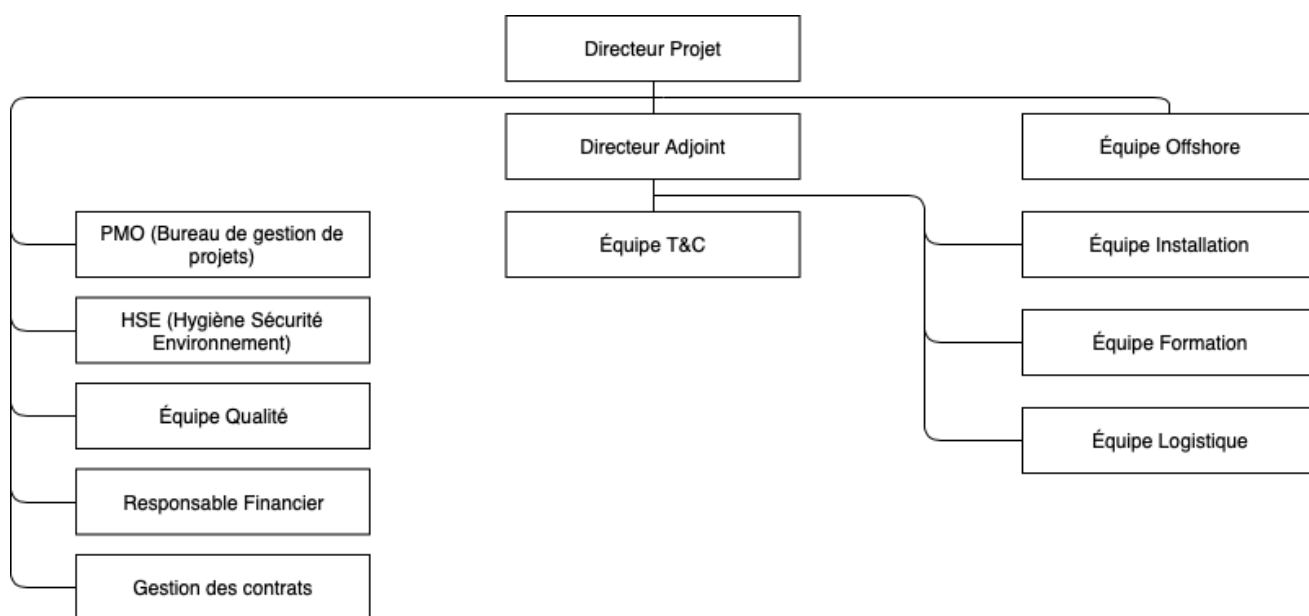 Directeur Projet
Directeur Adjoint
Équipe Offshore
PMO (Bureau de gestion de
projets)
Équipe T&C
Équipe Installation
HSE (Hygiène Sécurité
Environnement)
Équipe Formation
Équipe Qualité
Équipe Logistique
Responsable Financier
Gestion des contrats